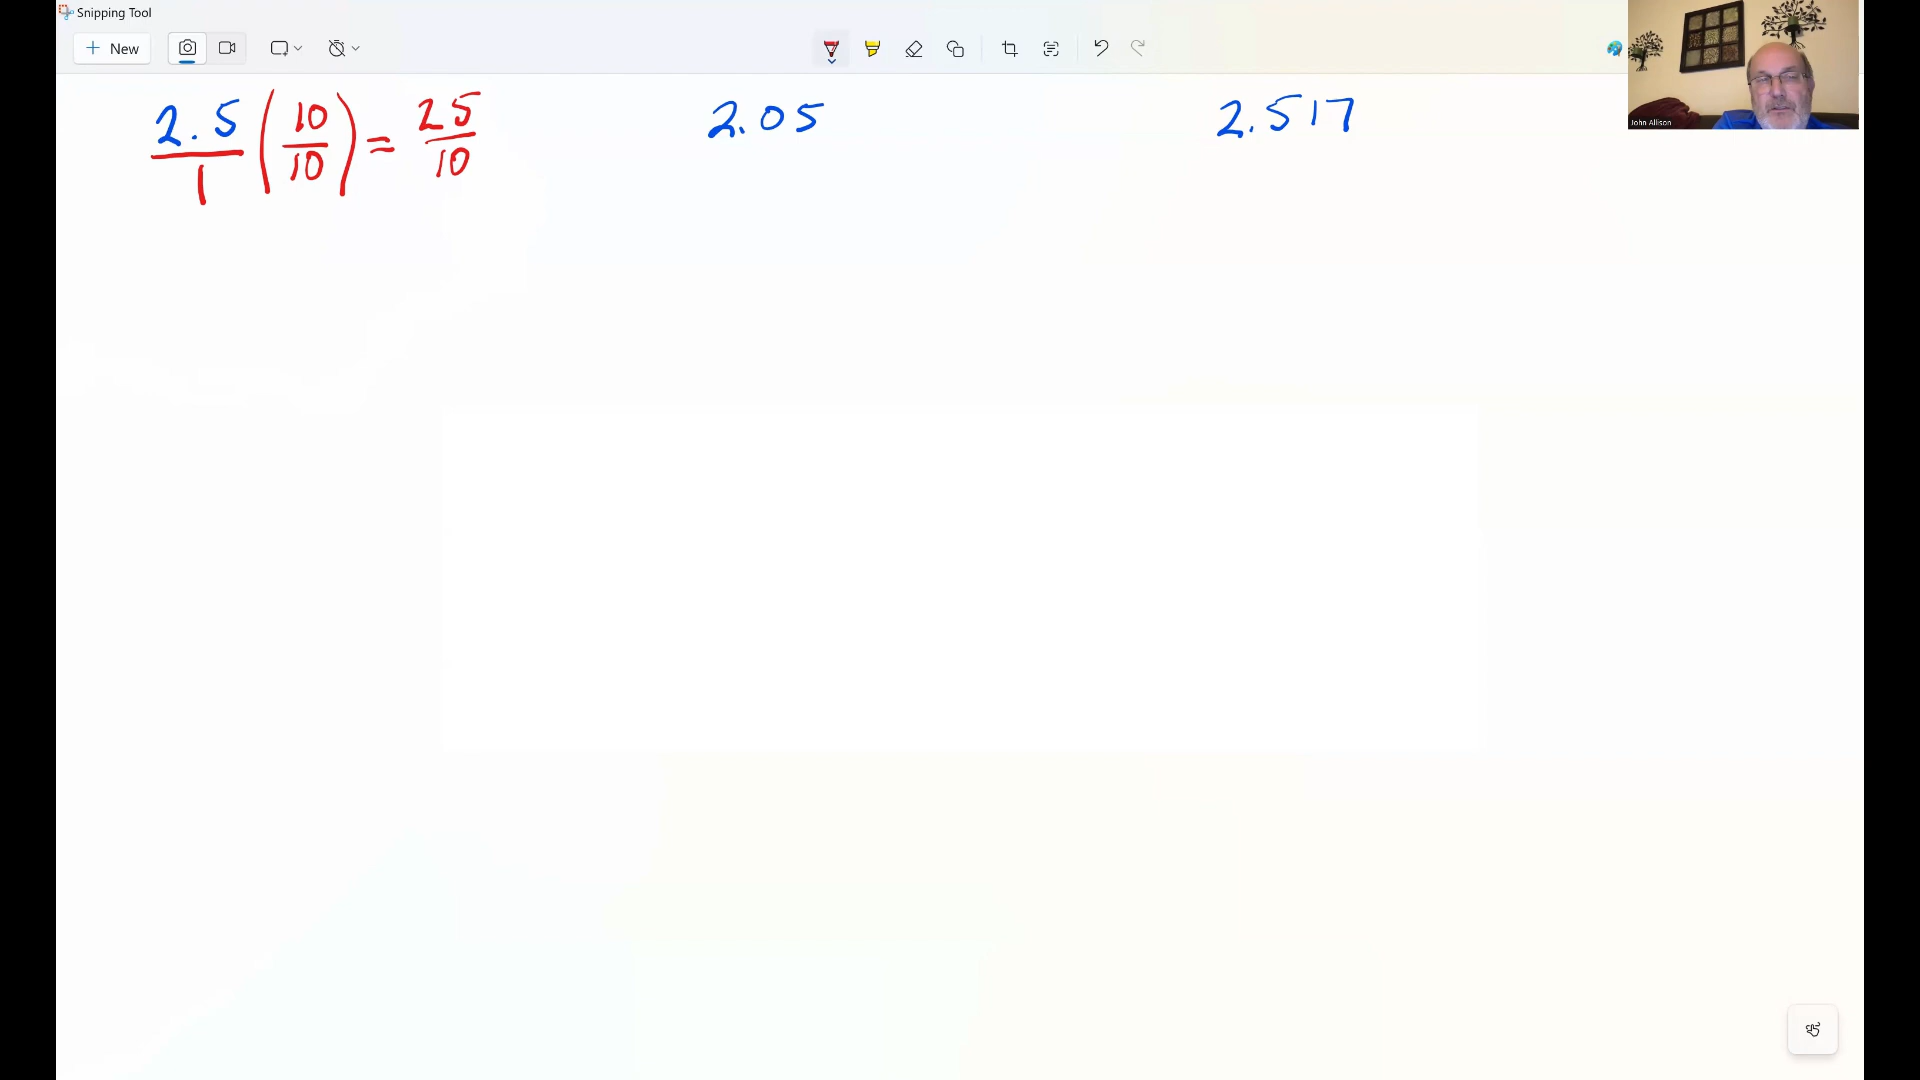 Snipping Tool
New
2.5/1 (10/10) = 25/10
2.05
2.517
John Allison